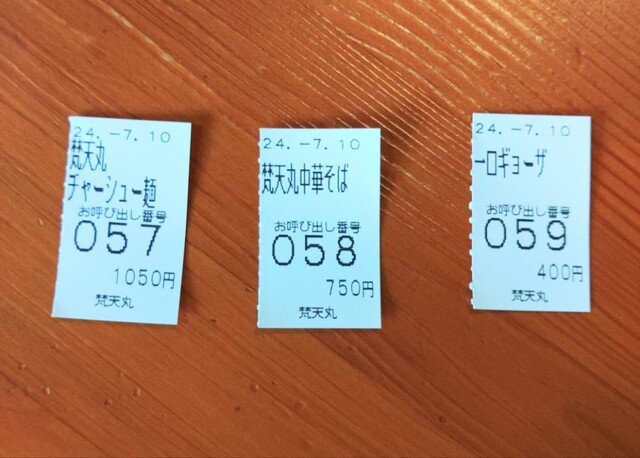 24. -7.10
梵天丸
チャーシュー麺
お呼び出し番号
057
1050円
梵天丸
24. -7.10
梵天丸中華そば
お呼び出し番号
058
750円
梵天丸
24. -7.10
一口ギョーザ
お呼び出し番号
059
400円
梵天丸